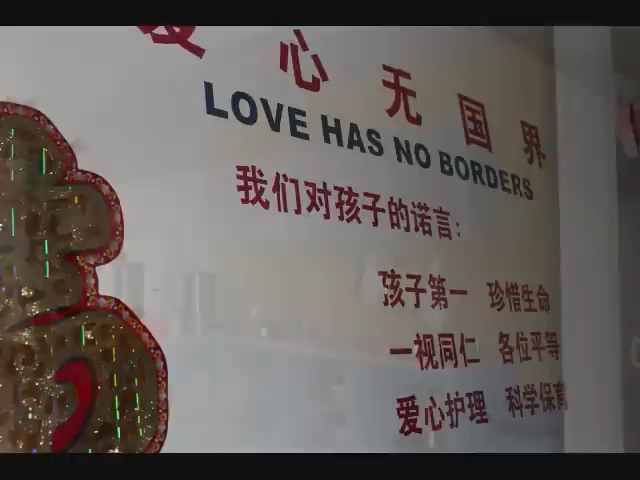 爱心无国界
LOVE HAS NO BORDERS
我们对孩子的诺言:
孩子第一 珍惜生命
一视同仁 各位平等
爱心护理 科学保育